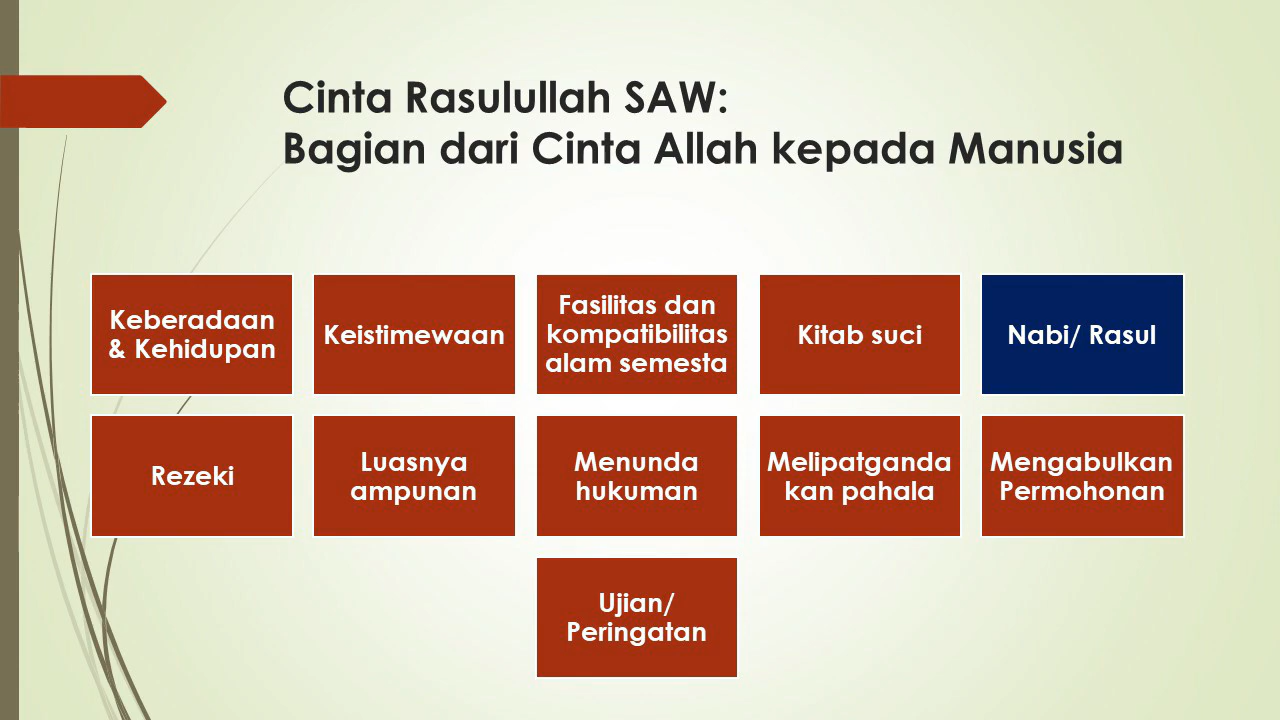 Cinta Rasulullah SAW:
Bagian dari Cinta Allah kepada Manusia
Keberadaan
& Kehidupan
Keistimewaan
Fasilitas dan
kompatibilitas
alam semesta
Kitab suci
Nabi/ Rasul
Rezeki
Luasnya
ampunan
Menunda
hukuman
Melipatganda
kan pahala
Mengabulkan
Permohonan
Ujian/
Peringatan